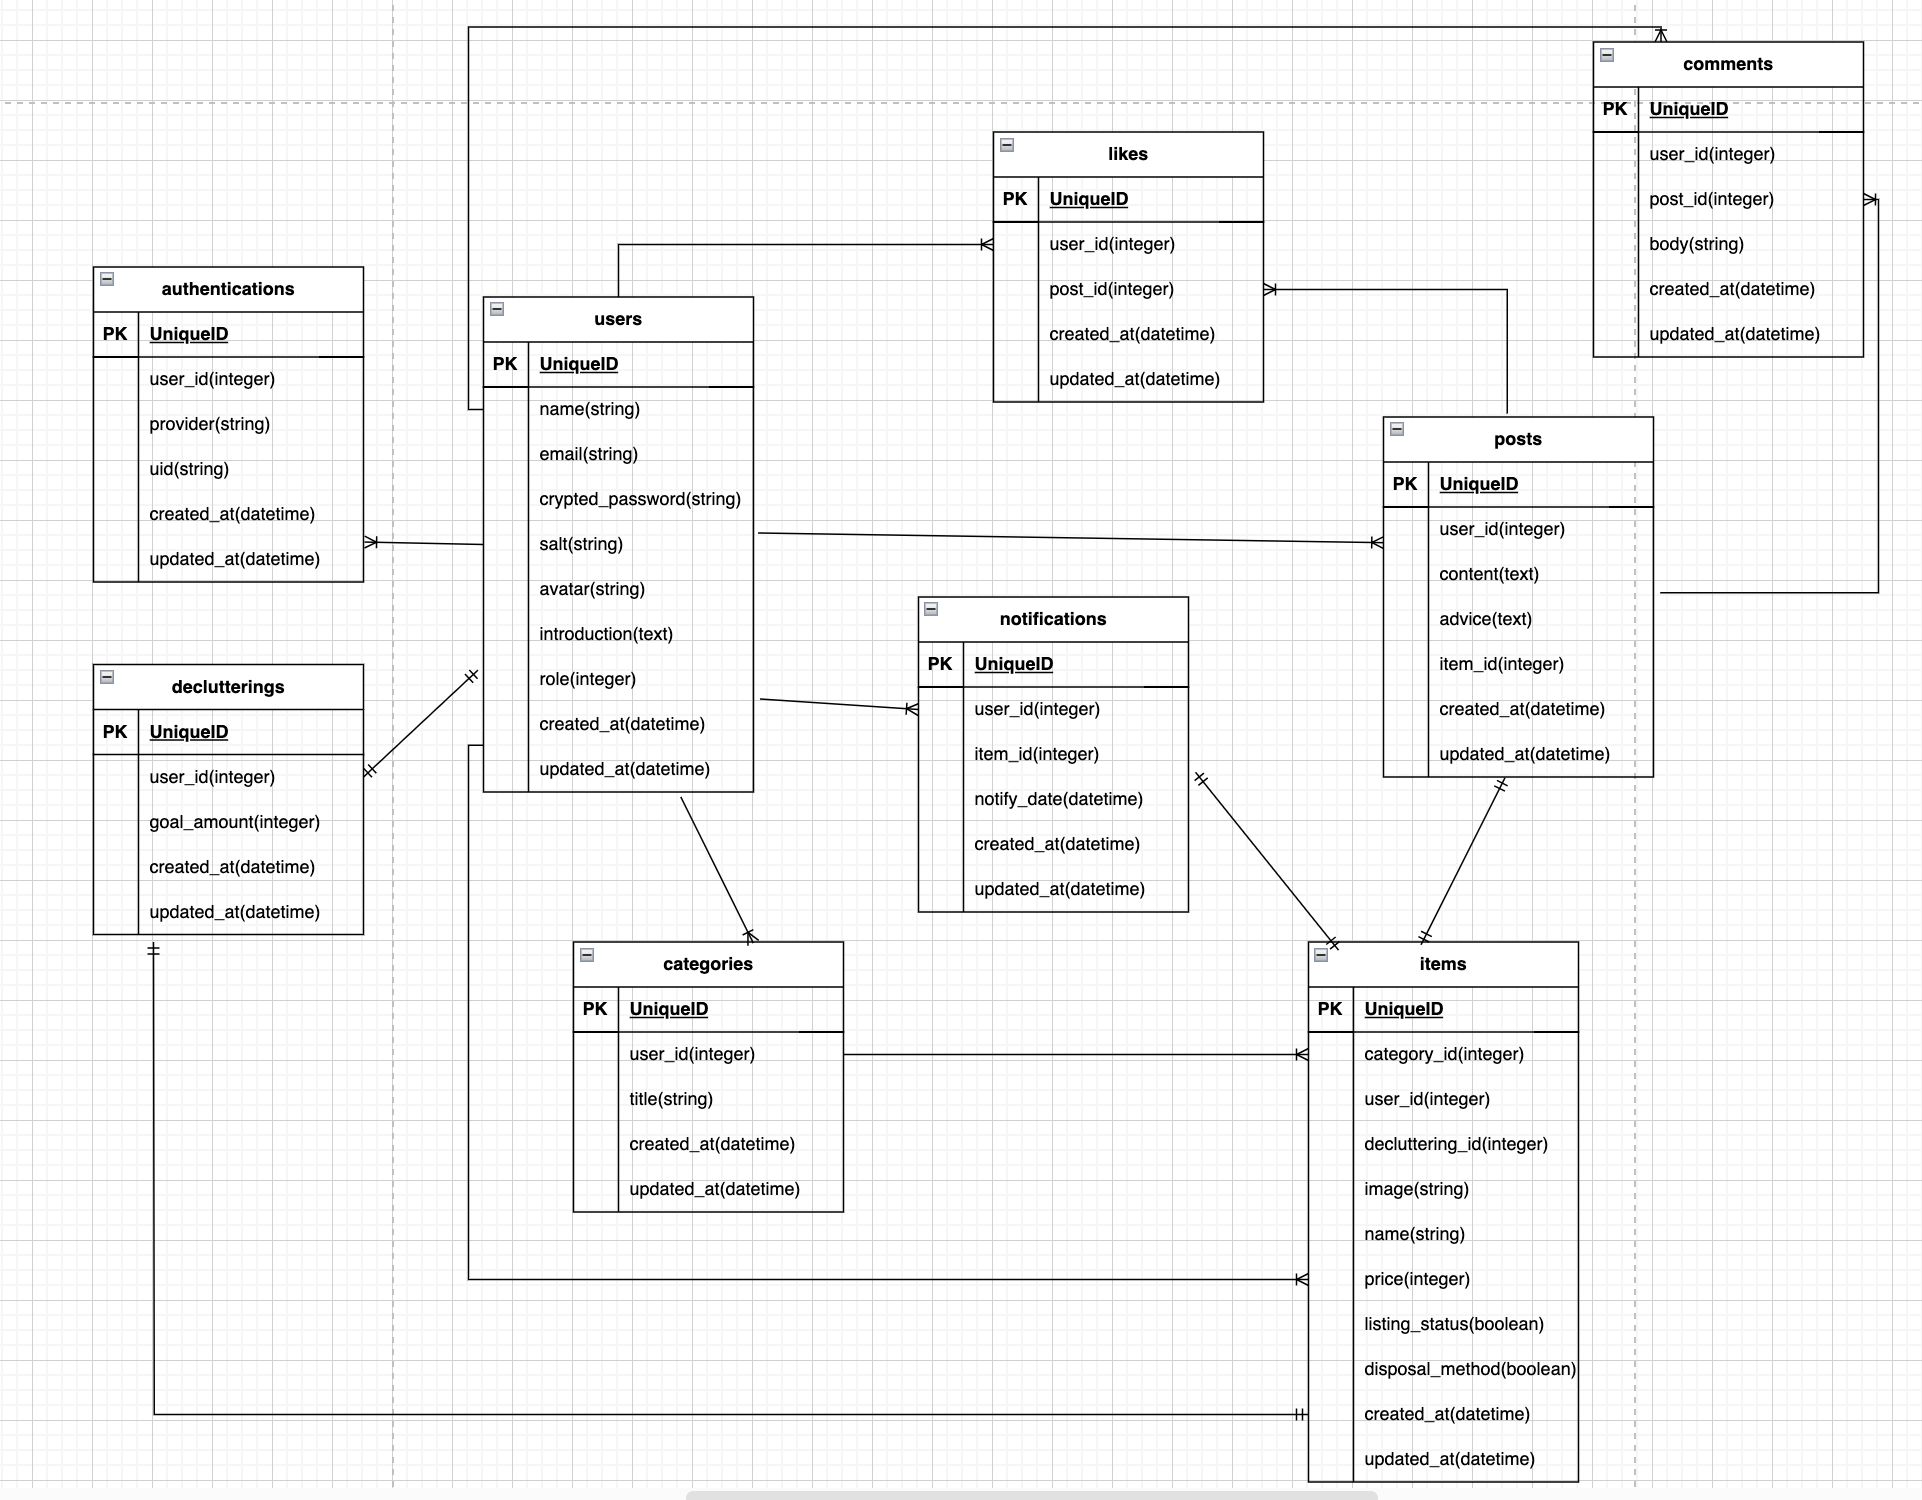 comments
PK UniqueID
user_id(integer)
post_id(integer)
body(string)
created_at(datetime)
updated_at(datetime)
likes
PK UniqueID
user_id(integer)
post_id(integer)
created_at(datetime)
updated_at(datetime)
authentications
PK UniqueID
user_id(integer)
provider(string)
uid(string)
created_at(datetime)
updated_at(datetime)
users
PK UniqueID
name(string)
email(string)
crypted_password(string)
salt(string)
avatar(string)
introduction(text)
role(integer)
created_at(datetime)
updated_at(datetime)
posts
PK UniqueID
user_id(integer)
content(text)
advice(text)
item_id(integer)
created_at(datetime)
updated_at(datetime)
notifications
PK UniqueID
user_id(integer)
item_id(integer)
notify_date(datetime)
created_at(datetime)
updated_at(datetime)
declutterings
PK UniqueID
user_id(integer)
goal_amount(integer)
created_at(datetime)
updated_at(datetime)
categories
PK UniqueID
user_id(integer)
title(string)
created_at(datetime)
updated_at(datetime)
items
PK UniqueID
category_id(integer)
user_id(integer)
decluttering_id(integer)
image(string)
name(string)
price(integer)
listing_status(boolean)
disposal_method(boolean)
created_at(datetime)
updated_at(datetime)